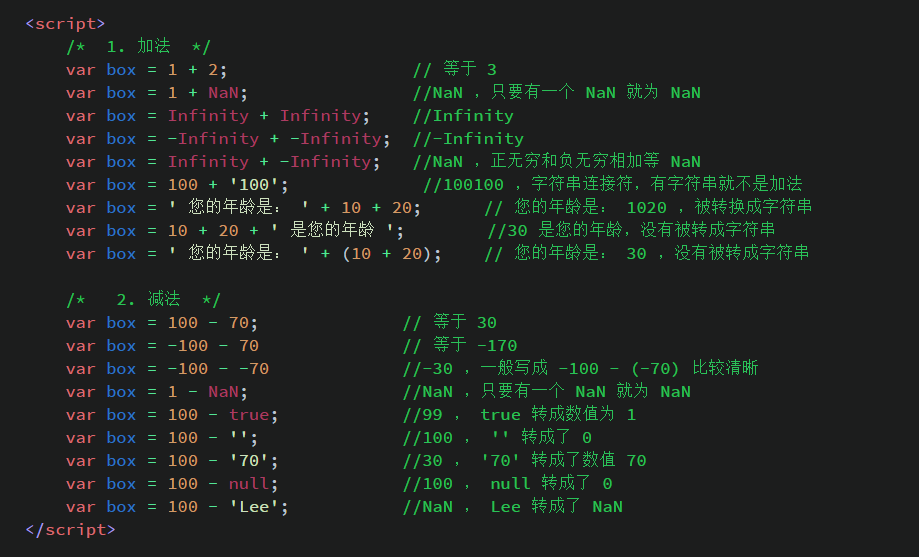 <script>
/*  1. 加法  */
var box = 1 + 2;                  // 等于 3
var box = 1 + NaN;                //NaN ，只要有一个 NaN 就为 NaN
var box = Infinity + Infinity;    //Infinity
var box = -Infinity + -Infinity;  //-Infinity
var box = Infinity + -Infinity;   //NaN ，正无穷和负无穷相加等 NaN
var box = 100 + '100';             //100100 ，字符串连接符，有字符串就不是加法
var box = ' 您的年龄是： ' + 10 + 20;      // 您的年龄是： 1020 ，被转换成字符串
var box = 10 + 20 + ' 是您的年龄 ';        //30 是您的年龄，没有被转成字符串
var box = ' 您的年龄是： ' + (10 + 20);    // 您的年龄是： 30 ，没有被转成字符串
/*   2. 减法  */
var box = 100 - 70;              // 等于 30
var box = -100 - 70              // 等于 -170
var box = -100 - -70             //-30 ，一般写成 -100 - (-70) 比较清晰
var box = 1 - NaN;               //NaN ，只要有一个 NaN 就为 NaN
var box = 100 - true;            //99 ， true 转成数值为 1
var box = 100 - '';              //100 ， '' 转成了 0
var box = 100 - '70';            //30 ， '70' 转成了数值 70
var box = 100 - null;            //100 ， null 转成了 0
var box = 100 - 'Lee';           //NaN ， Lee 转成了 NaN
</script>